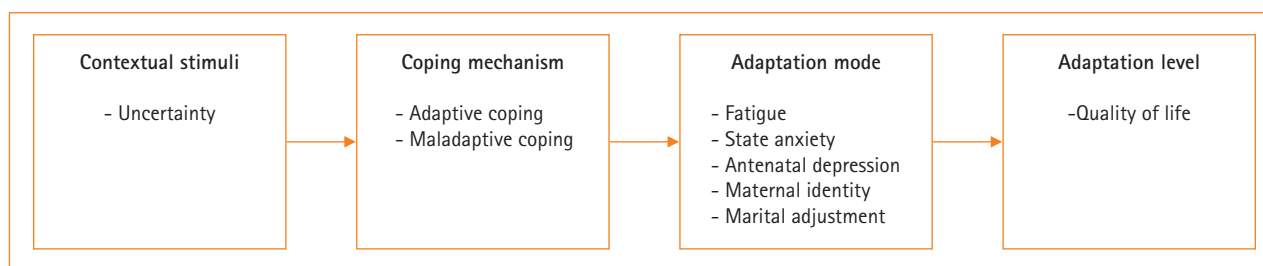 Contextual stimuli
- Uncertainty
Coping mechanism
- Adaptive coping
- Maladaptive coping
Adaptation mode
- Fatigue
- State anxiety
- Antenatal depression
- Maternal identity
- Marital adjustment
Adaptation level
-Quality of life